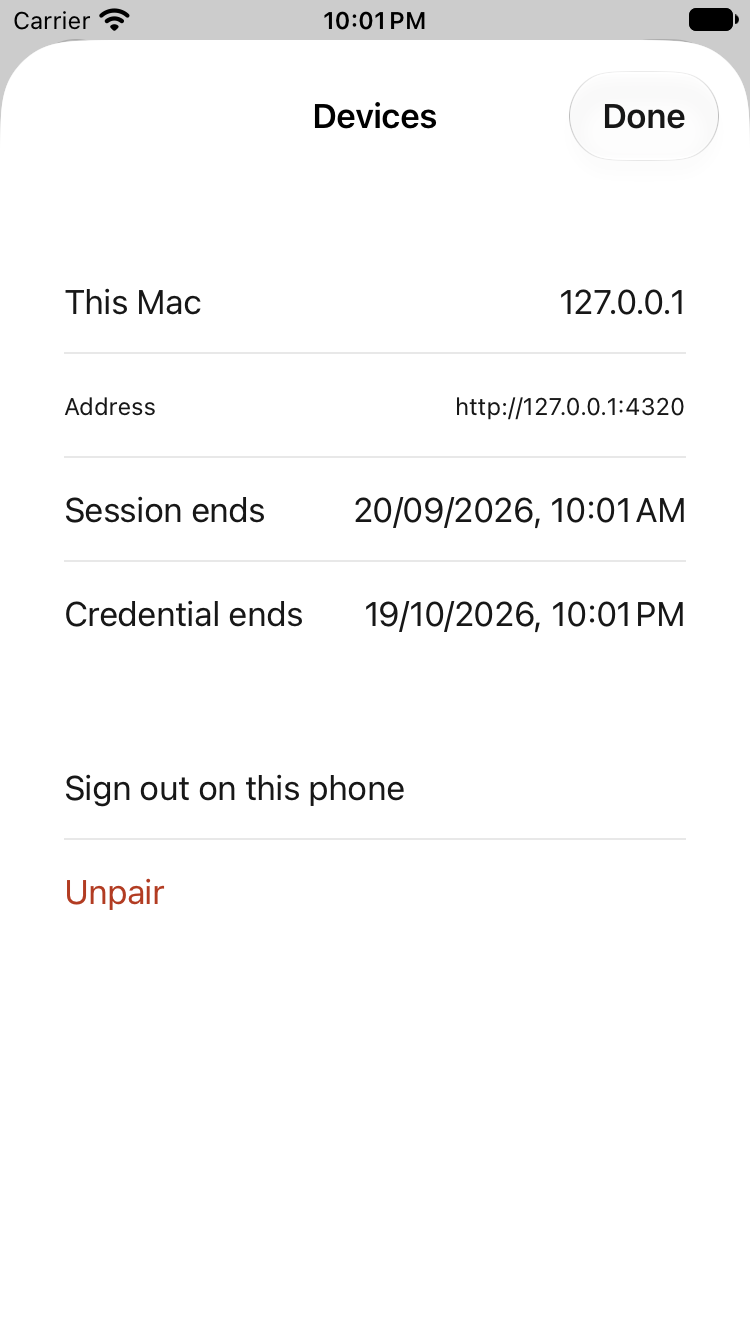 Carrier 10:01 PM
Devices Done
This Mac 127.0.0.1
Address http://127.0.0.1:4320
Session ends 20/09/2026, 10:01 AM
Credential ends 19/10/2026, 10:01 PM
Sign out on this phone
Unpair